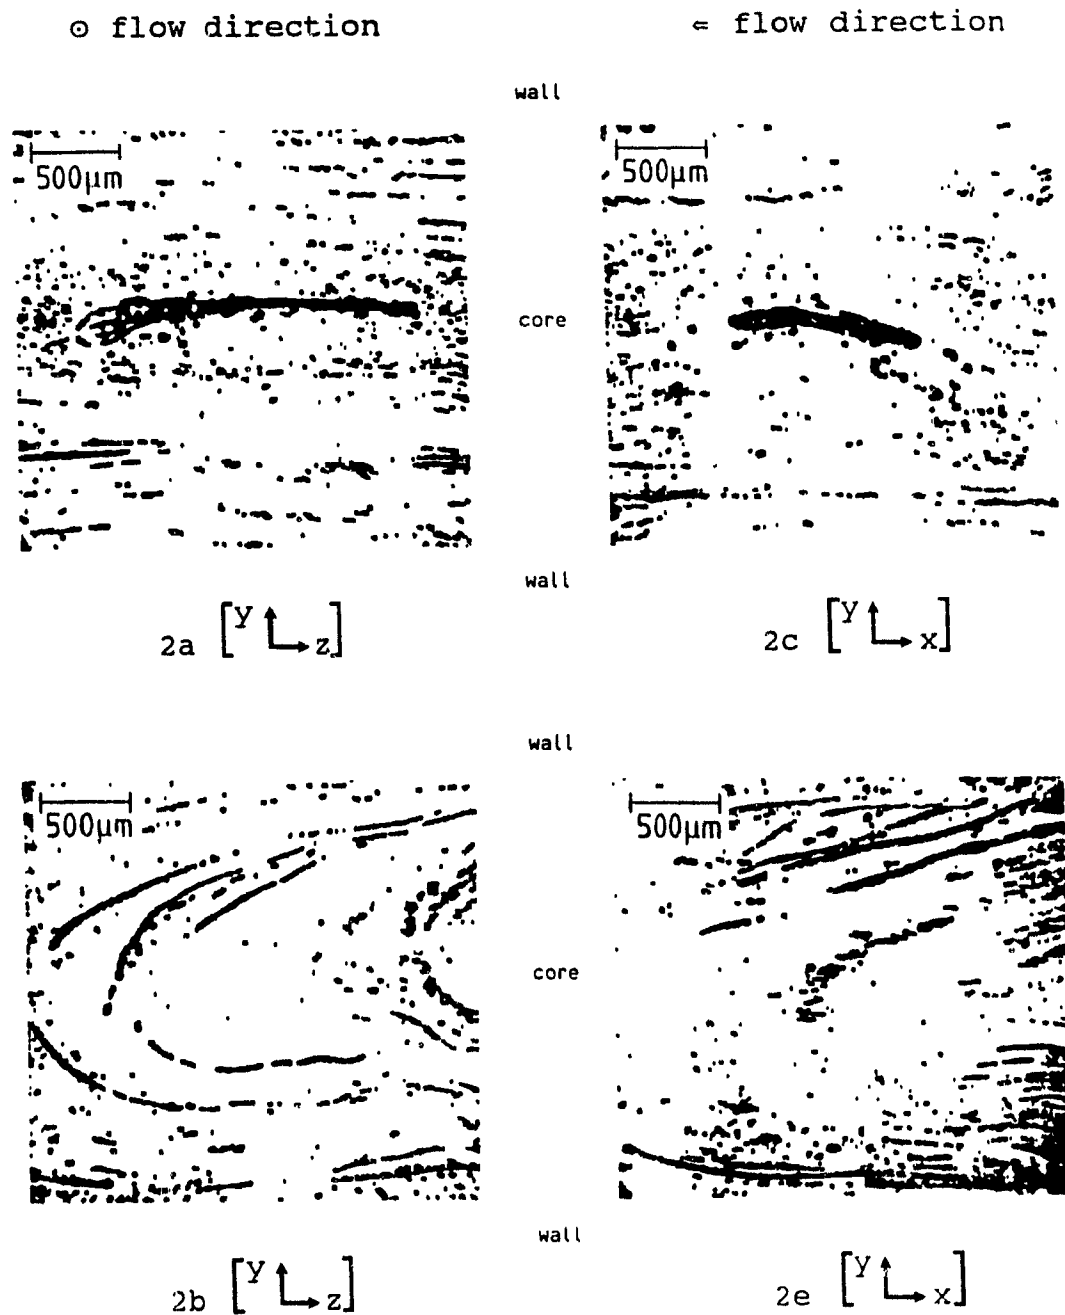 ⊙ flow direction
⇐ flow direction
wall
500µm
500µm
core
wall
2a [y z]
2c [y x]
wall
500µm
500µm
core
wall
2b [y z]
2e [y x]